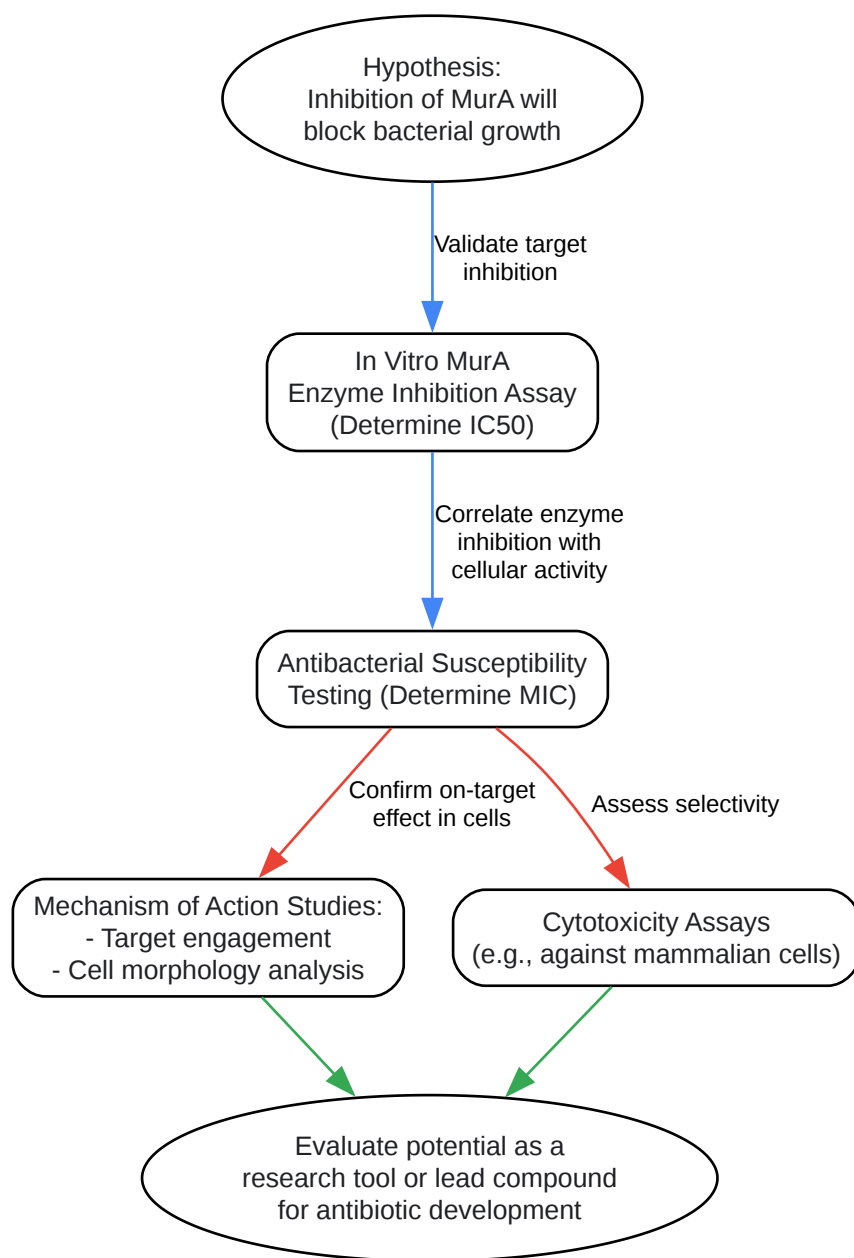 Hypothesis:
Inhibition of MurA will
block bacterial growth
Validate target
inhibition
In Vitro MurA
Enzyme Inhibition Assay
(Determine IC50)
Correlate enzyme
inhibition with
cellular activity
Antibacterial Susceptibility
Testing (Determine MIC)
Confirm on-target
effect in cells
Assess selectivity
Mechanism of Action Studies:
- Target engagement
- Cell morphology analysis
Cytotoxicity Assays
(e.g., against mammalian cells)
Evaluate potential as a
research tool or lead compound
for antibiotic development